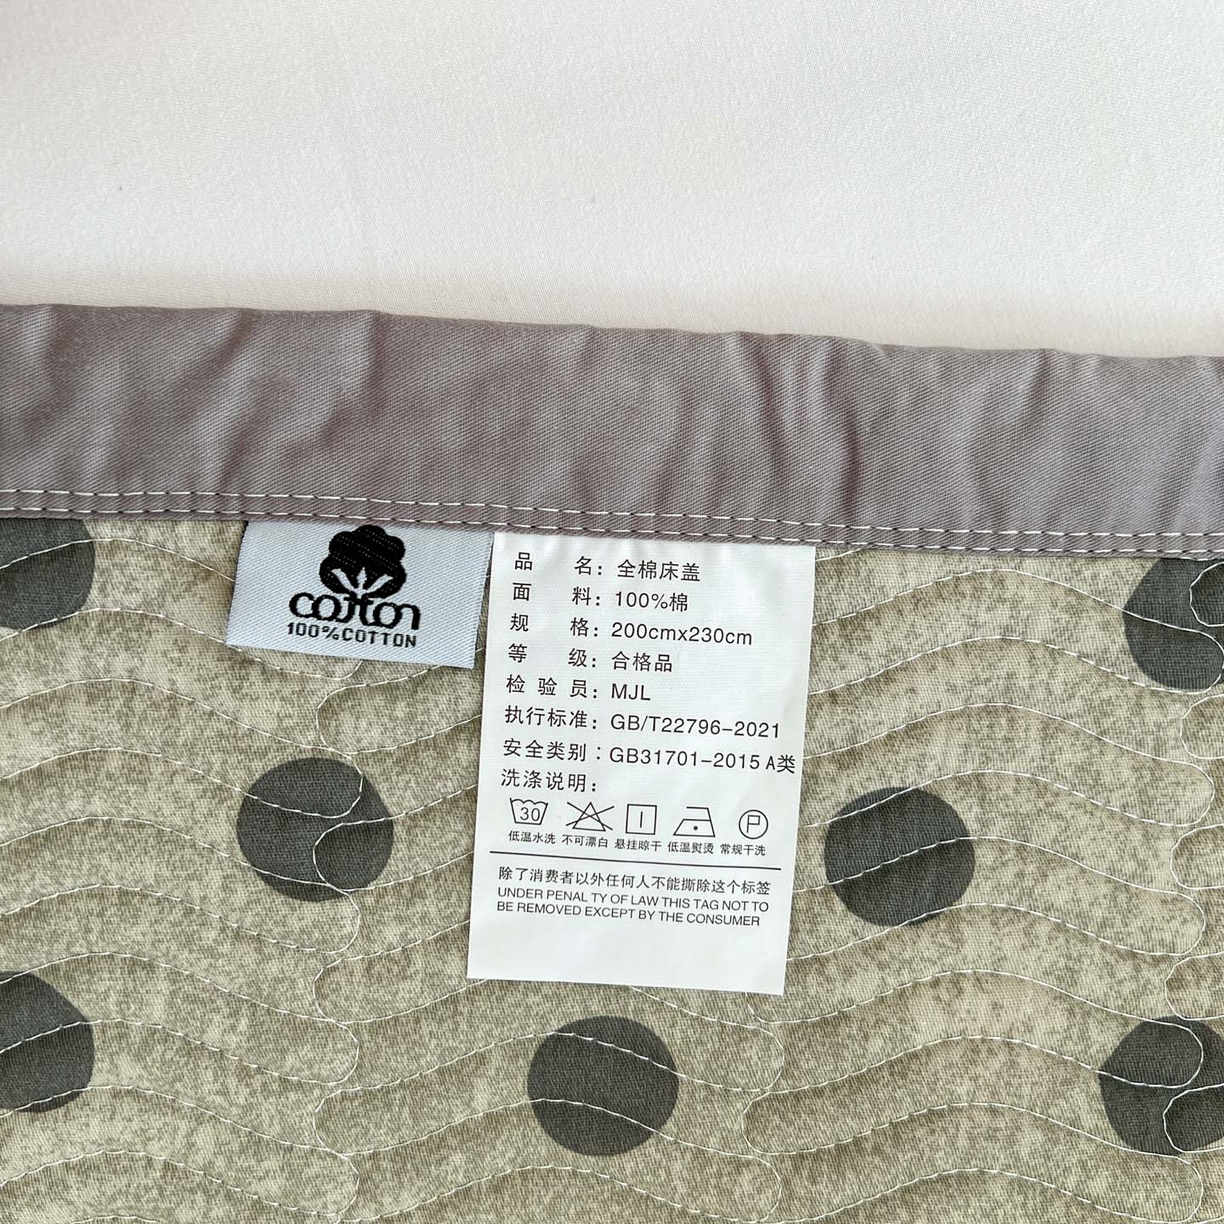 cotton
100%COTTON
品 名：全棉床盖
面 料：100%棉
规 格：200cmx230cm
等 级：合格品
检 验 员：MJL
执行标准：GB/T22796-2021
安全类别：GB31701-2015 A类
洗涤说明：
30 P
低温水洗 不可漂白 悬挂晾干 低温熨烫 常规干洗
除了消费者以外任何人不能撕除这个标签
UNDER PENAL TY OF LAW THIS TAG NOT TO
BE REMOVED EXCEPT BY THE CONSUMER